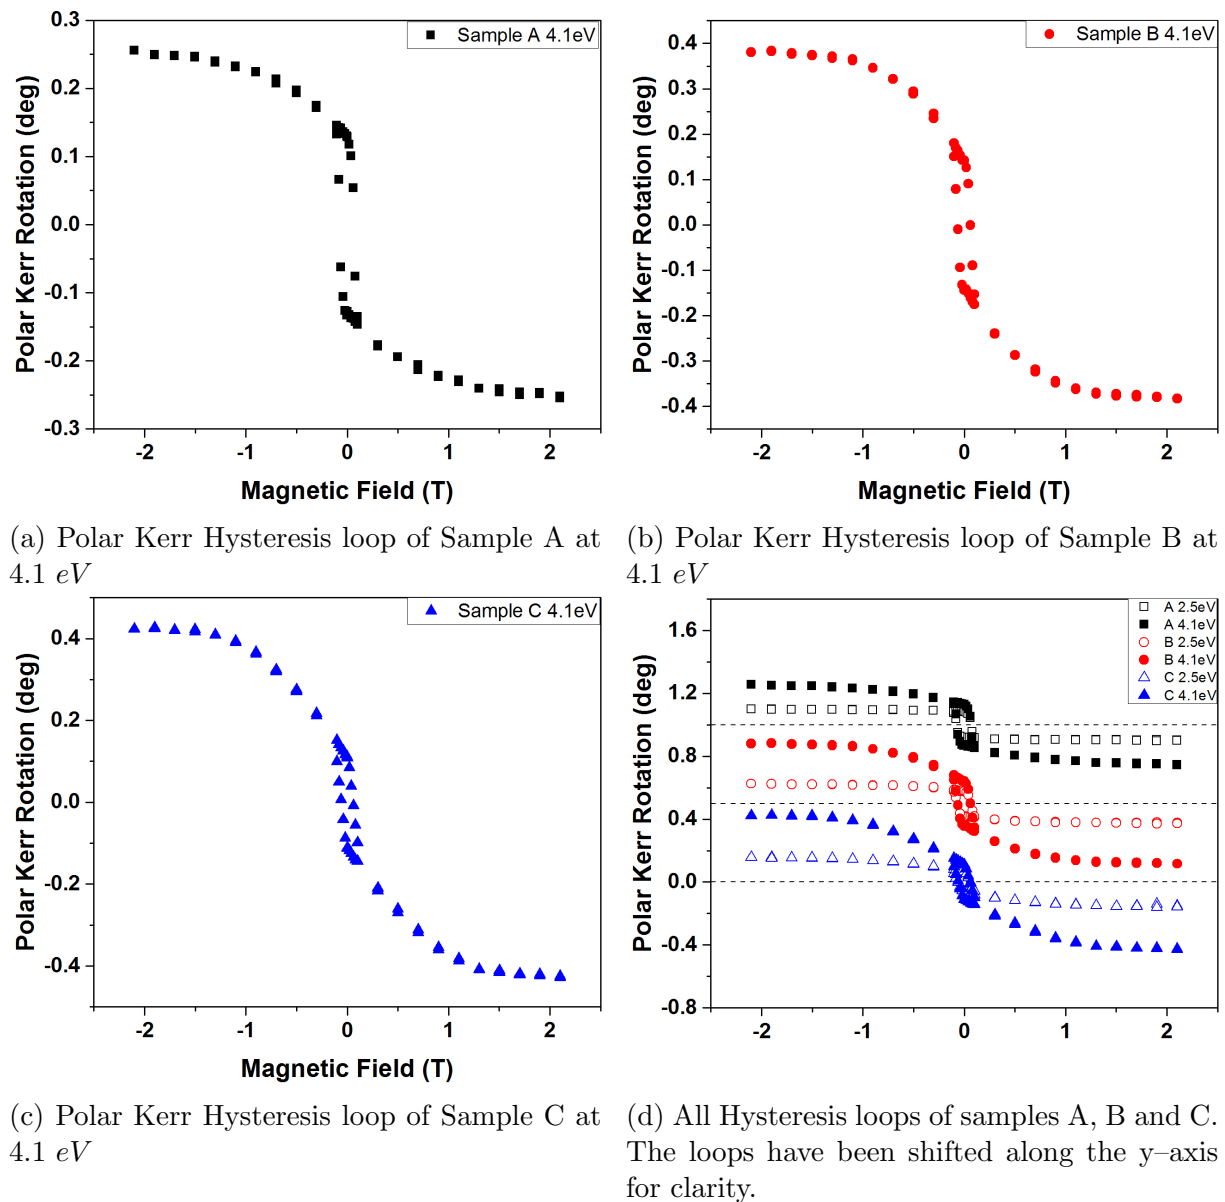 0.3
0.2
0.1
0.0
-0.1
-0.2
-0.3
Polar Kerr Rotation (deg)
Sample A 4.1eV
-2 -1 0 1 2
Magnetic Field (T)
(a) Polar Kerr Hysteresis loop of Sample A at
4.1 eV
0.4
0.3
0.2
0.1
0.0
-0.1
-0.2
-0.3
-0.4
Polar Kerr Rotation (deg)
Sample B 4.1eV
-2 -1 0 1 2
Magnetic Field (T)
(b) Polar Kerr Hysteresis loop of Sample B at
4.1 eV
0.4
0.2
0.0
-0.2
-0.4
Polar Kerr Rotation (deg)
Sample C 4.1eV
-2 -1 0 1 2
Magnetic Field (T)
(c) Polar Kerr Hysteresis loop of Sample C at
4.1 eV
1.6
1.2
0.8
0.4
0.0
-0.4
-0.8
Polar Kerr Rotation (deg)
A 2.5eV
A 4.1eV
B 2.5eV
B 4.1eV
C 2.5eV
C 4.1eV
-2 -1 0 1 2
(d) All Hysteresis loops of samples A, B and C.
The loops have been shifted along the y–axis
for clarity.